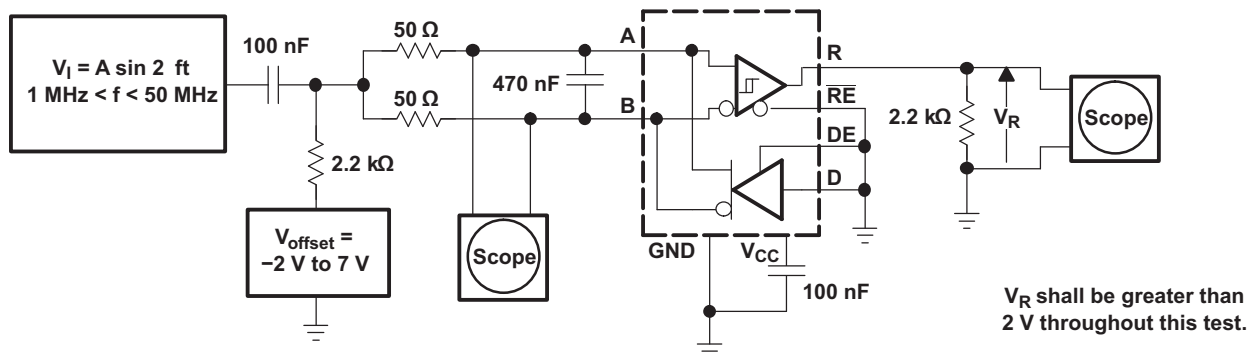 V_I = A sin 2 ft
1 MHz < f < 50 MHz
100 nF
50 Ω
50 Ω
2.2 kΩ
V_offset =
−2 V to 7 V
470 nF
Scope
A
B
GND
V_CC
100 nF
R
R̅E̅
DE
D
2.2 kΩ
V_R
Scope
V_R shall be greater than
2 V throughout this test.